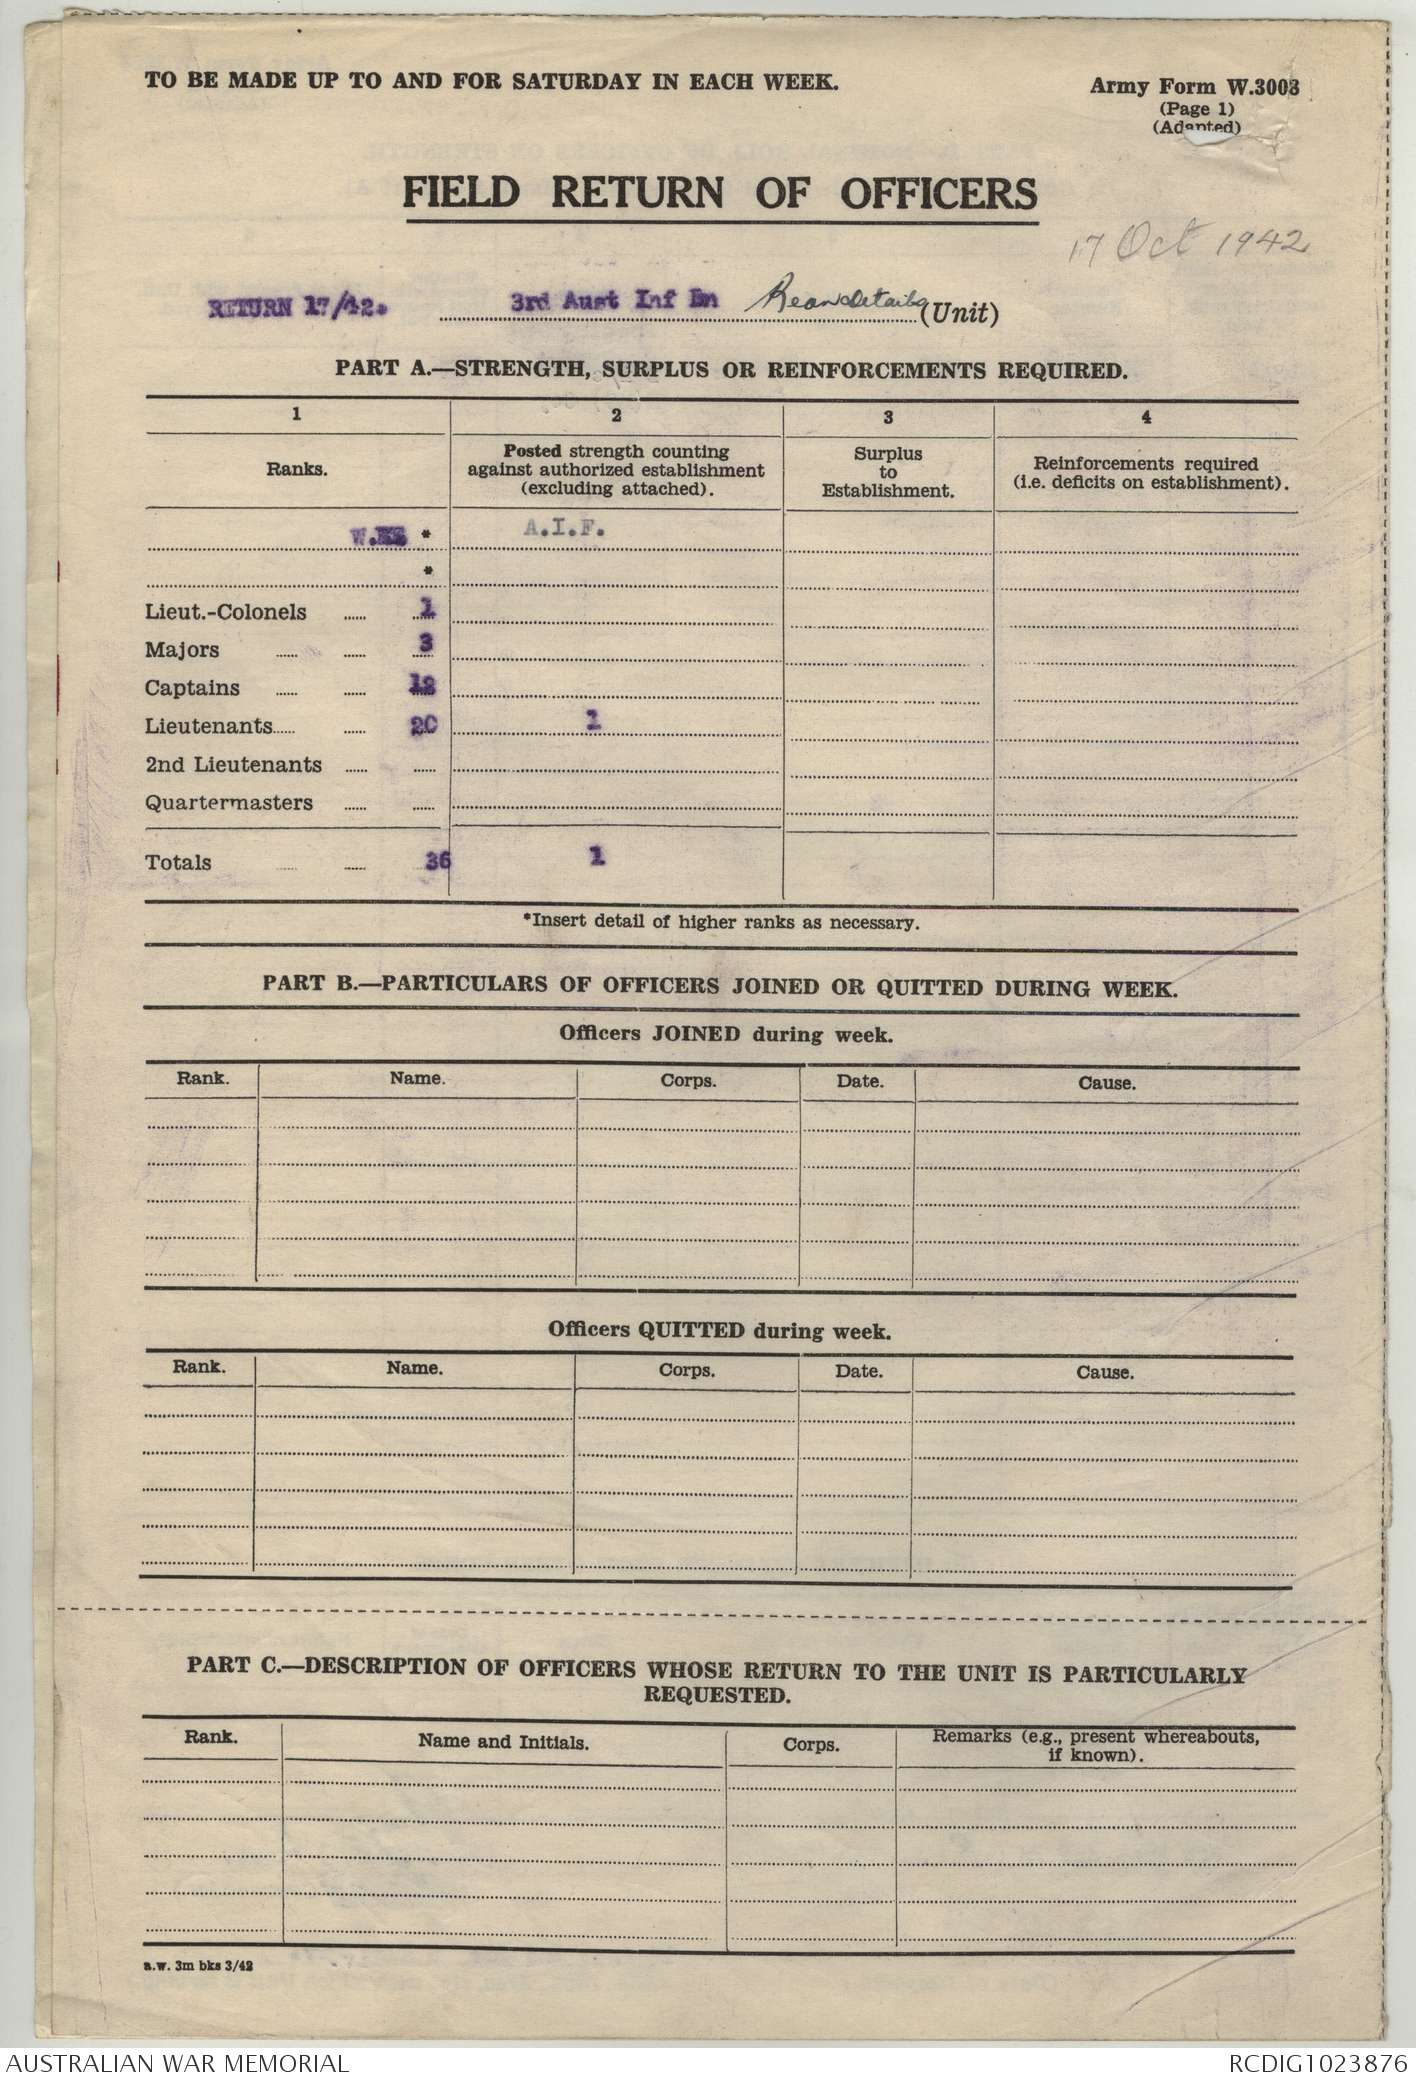 TO BE MADE UP TO AND FOR SATURDAY IN EACH WEEK.
Army Form W.3008
(Page 1)
(Adapted)
FIELD RETURN OF OFFICERS
17 Oct 1942
RETURN 17/42. 3rd Aust Inf Bn Rear details (Unit)
PART A.—STRENGTH, SURPLUS OR REINFORCEMENTS REQUIRED.
1 2 3 4
Ranks.
Posted strength counting
against authorized establishment
(excluding attached).
Surplus
to
Establishment.
Reinforcements required
(i.e. deficits on establishment).
* A.I.F.
*
Lieut.-Colonels 1
Majors 3
Captains 12
Lieutenants 20 1
2nd Lieutenants
Quartermasters
Totals 36 1
*Insert detail of higher ranks as necessary.
PART B.—PARTICULARS OF OFFICERS JOINED OR QUITTED DURING WEEK.
Officers JOINED during week.
Rank. Name. Corps. Date. Cause.
Officers QUITTED during week.
Rank. Name. Corps. Date. Cause.
PART C.—DESCRIPTION OF OFFICERS WHOSE RETURN TO THE UNIT IS PARTICULARLY
REQUESTED.
Rank. Name and Initials. Corps. Remarks (e.g., present whereabouts,
if known).
a.w. 3m bks 3/42
AUSTRALIAN WAR MEMORIAL RCDIG1023876